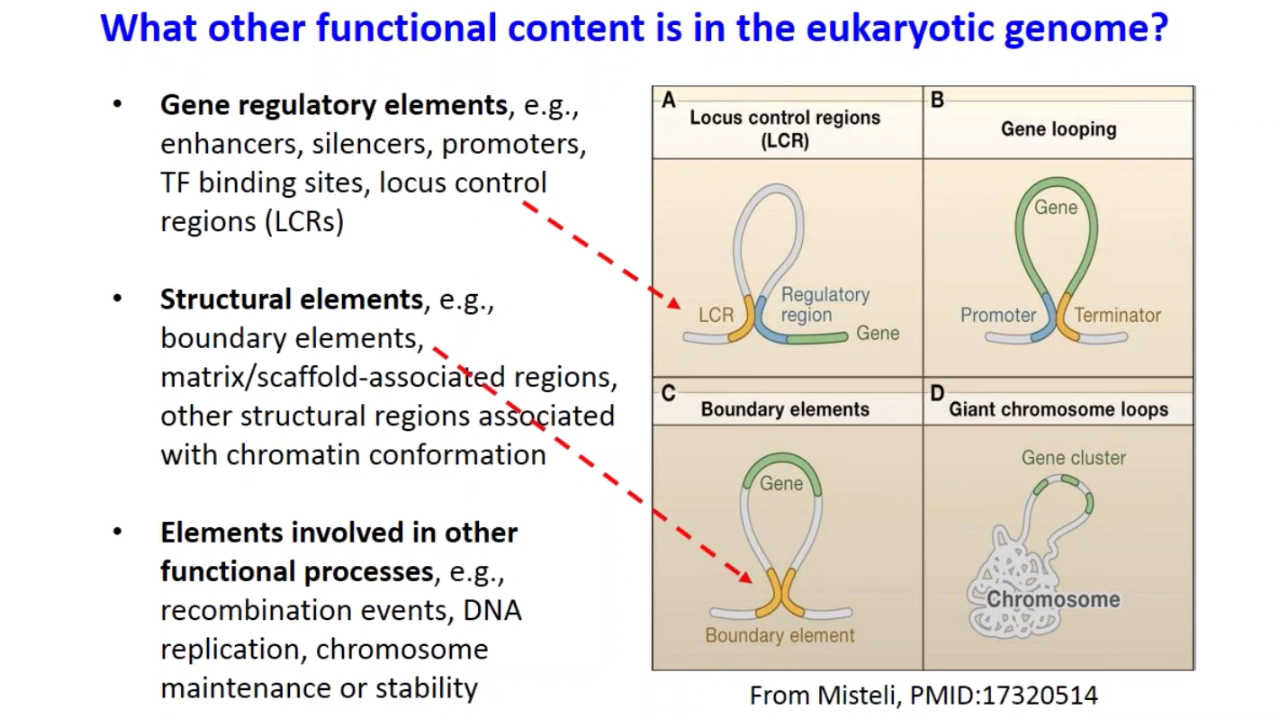 What other functional content is in the eukaryotic genome?
• Gene regulatory elements, e.g.,
enhancers, silencers, promoters,
TF binding sites, locus control
regions (LCRs)
• Structural elements, e.g.,
boundary elements,
matrix/scaffold-associated regions,
other structural regions associated
with chromatin conformation
• Elements involved in other
functional processes, e.g.,
recombination events, DNA
replication, chromosome
maintenance or stability
A
Locus control regions
(LCR)
LCR
Regulatory
region
Gene
B
Gene looping
Gene
Promoter
Terminator
C
Boundary elements
Gene
Boundary element
D
Giant chromosome loops
Gene cluster
Chromosome
From Misteli, PMID:17320514